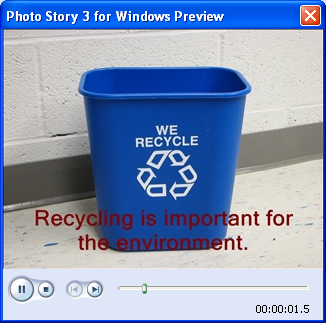 Photo Story 3 for Windows Preview
WE
RECYCLE
Recycling is important for
the environment.
00:00:01.5